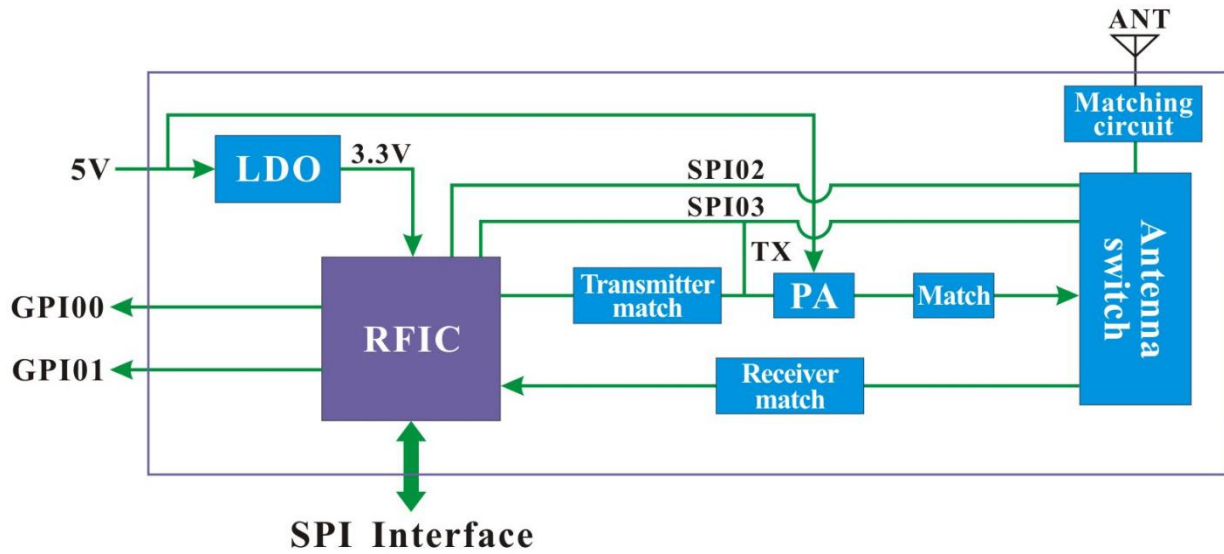 ANT
Matching
circuit
5V
LDO
3.3V
SPI02
SPI03
TX
Antenna
switch
GPI00
GPI01
RFIC
Transmitter
match
PA
Match
Receiver
match
SPI Interface